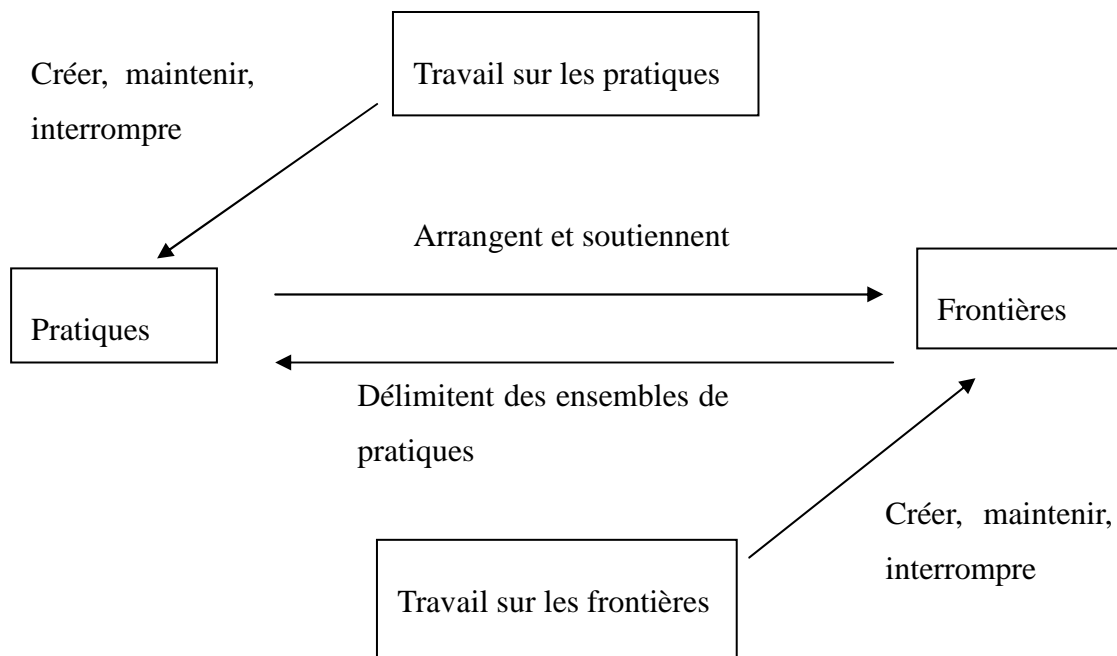 Créer, maintenir,
interrompre
Travail sur les pratiques
Arrangent et soutiennent
Pratiques
Frontières
Délimitent des ensembles de
pratiques
Créer, maintenir,
interrompre
Travail sur les frontières